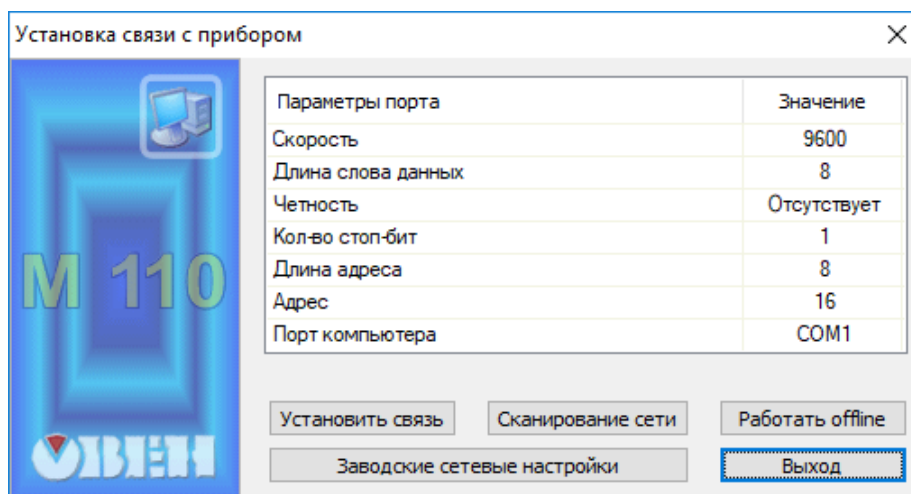 Установка связи с прибором
M 110
ОВЕН
Параметры порта Значение
Скорость 9600
Длина слова данных 8
Четность Отсутствует
Кол-во стоп-бит 1
Длина адреса 8
Адрес 16
Порт компьютера COM1
Установить связь Сканирование сети Работать offline
Заводские сетевые настройки Выход